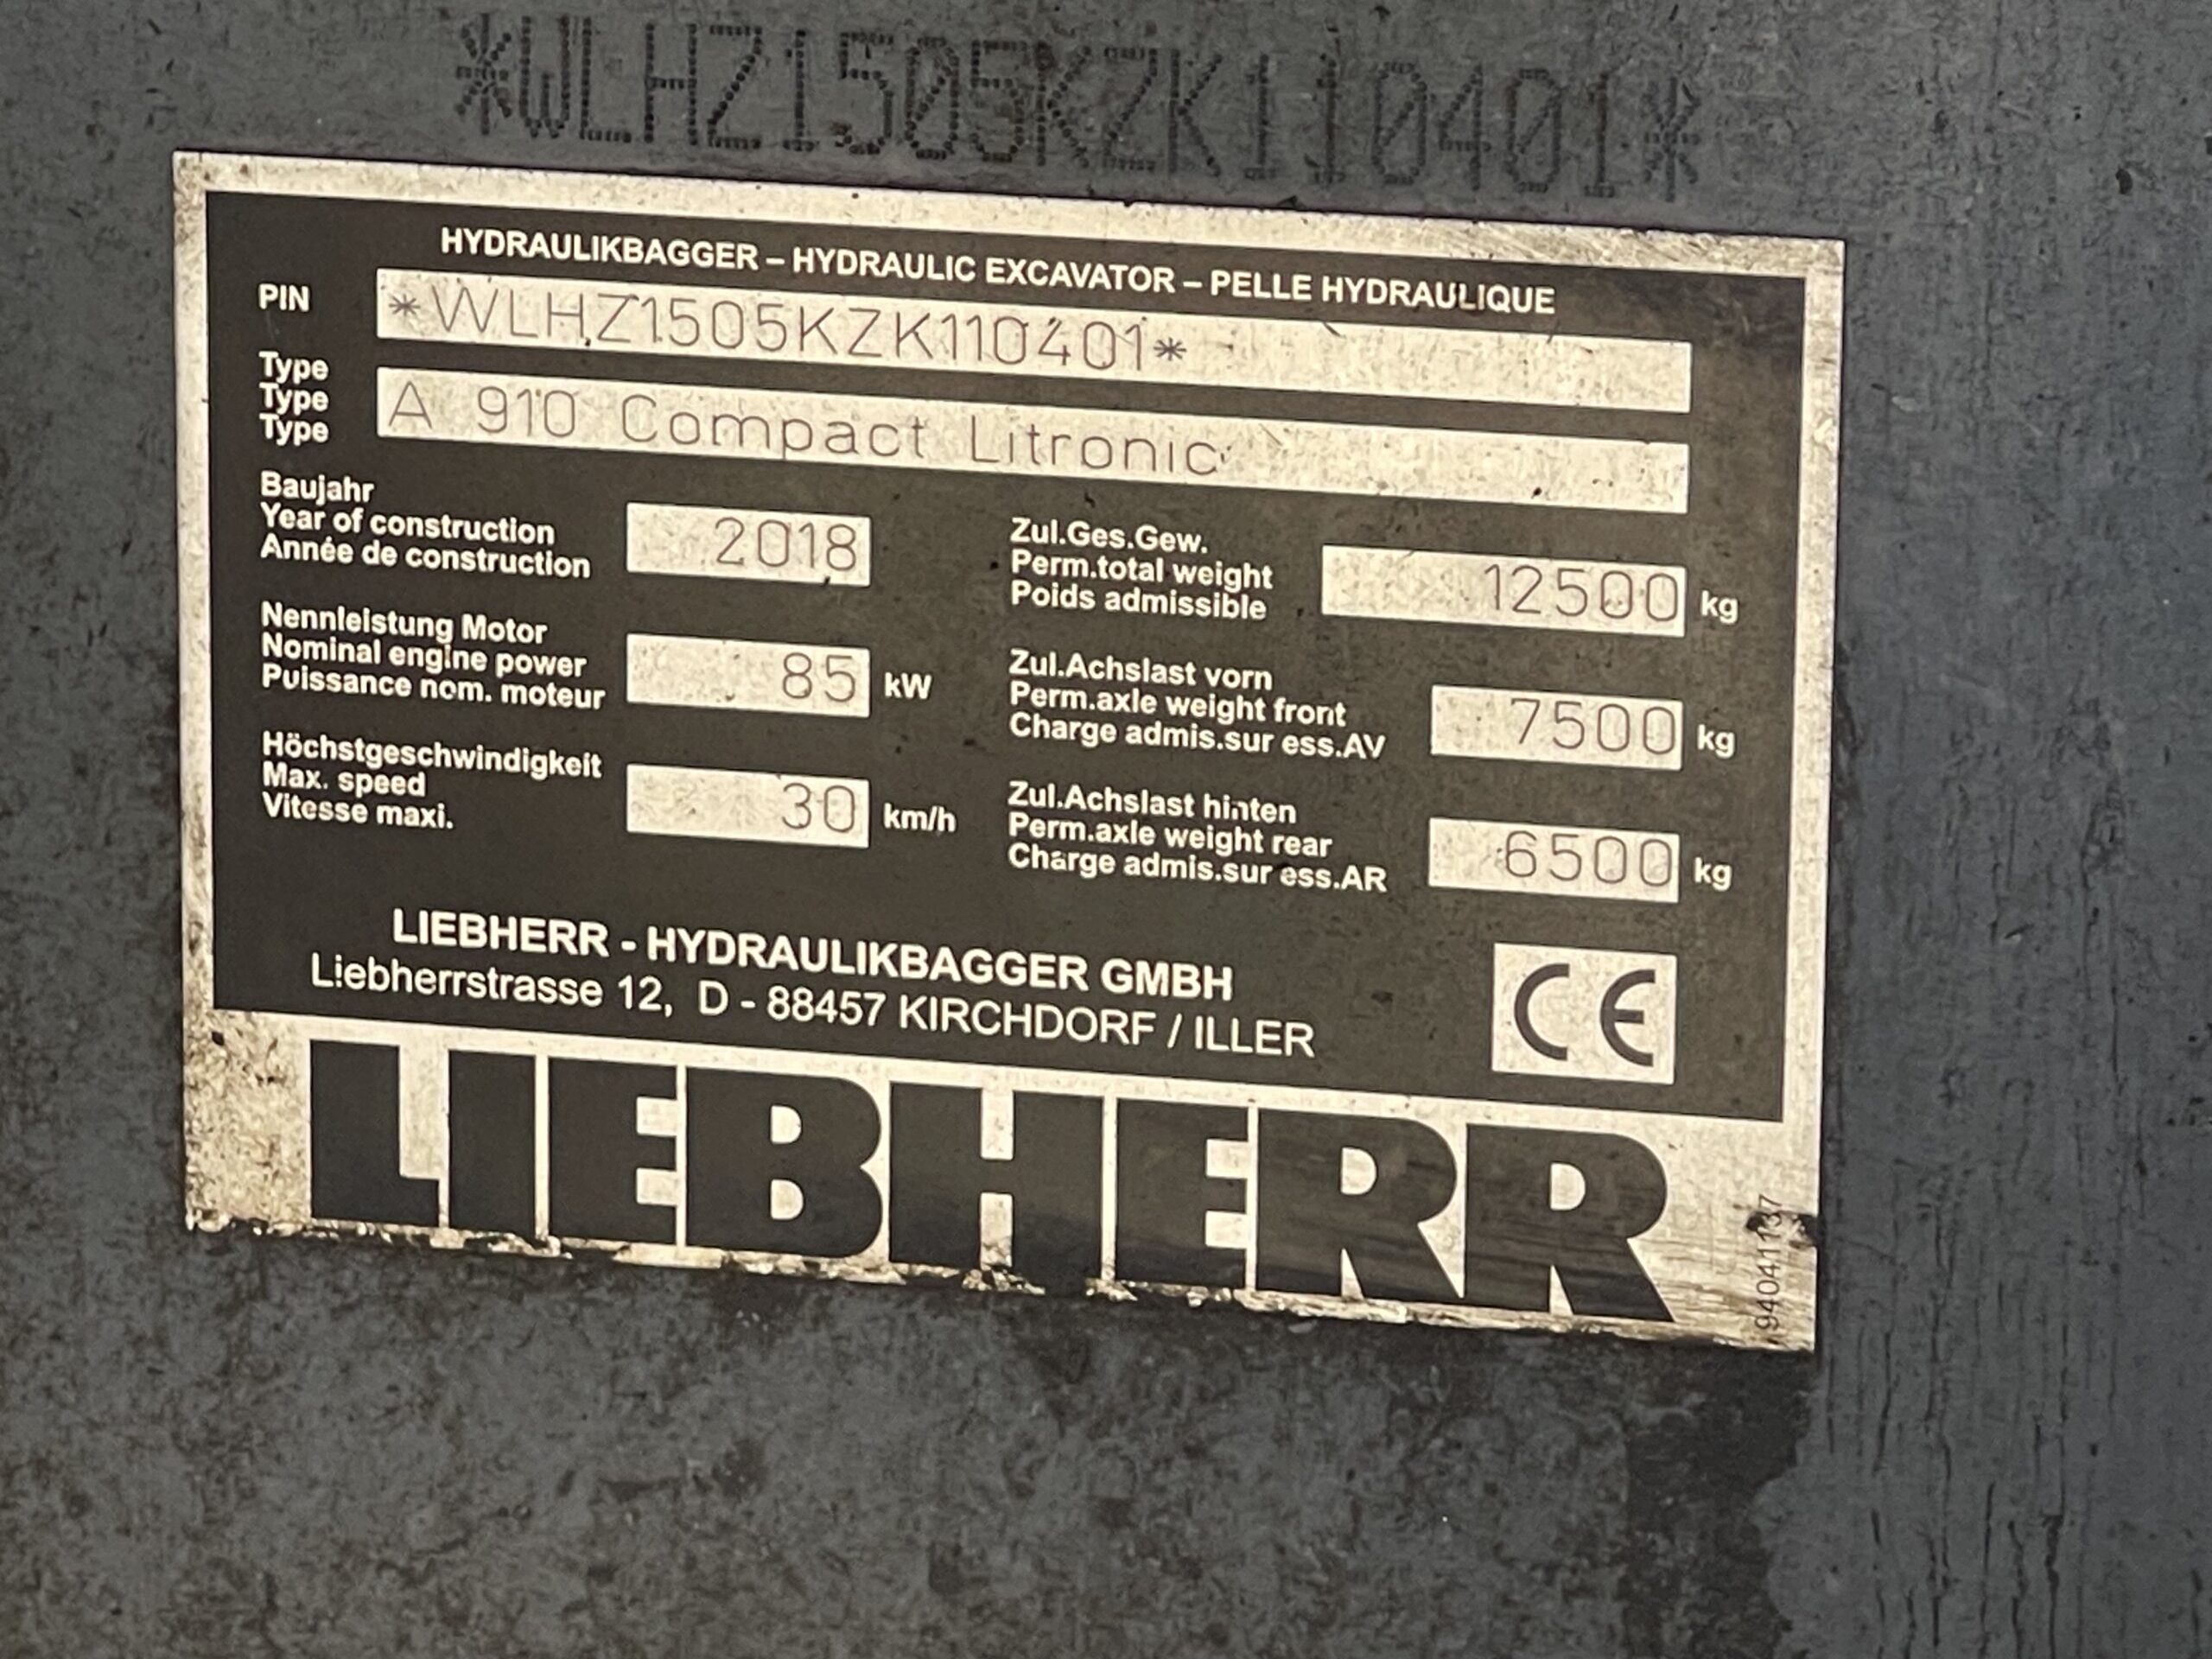 *WLHZ1505KZK110401*
HYDRAULIKBAGGER – HYDRAULIC EXCAVATOR – PELLE HYDRAULIQUE
PIN *WLHZ1505KZK110401*
Type
Type
Type
A 910 Compact Litronic
Baujahr
Year of construction
Année de construction
2018
Zul.Ges.Gew.
Perm.total weight
Poids admissible
12500 kg
Nennleistung Motor
Nominal engine power
Puissance nom. moteur
85 kW
Zul.Achslast vorn
Perm.axle weight front
Charge admis.sur ess.AV
7500 kg
Höchstgeschwindigkeit
Max. speed
Vitesse maxi.
30 km/h
Zul.Achslast hinten
Perm.axle weight rear
Charge admis.sur ess.AR
6500 kg
LIEBHERR - HYDRAULIKBAGGER GMBH
Liebherrstrasse 12, D - 88457 KIRCHDORF / ILLER
CE
LIEBHERR
94041137